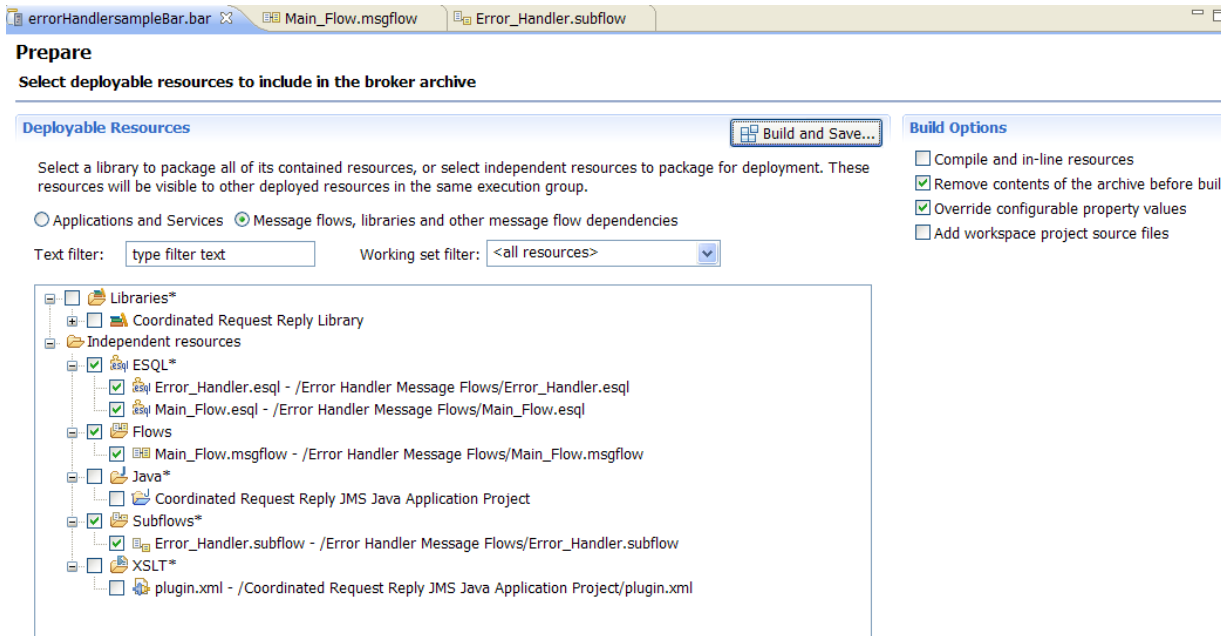 errorHandlersampleBar.bar Main_Flow.msgflow Error_Handler.subflow
Prepare
Select deployable resources to include in the broker archive
Deployable Resources
Build and Save...
Select a library to package all of its contained resources, or select independent resources to package for deployment. These
resources will be visible to other deployed resources in the same execution group.
Applications and Services Message flows, libraries and other message flow dependencies
Text filter: type filter text Working set filter: <all resources>
Libraries*
Coordinated Request Reply Library
Independent resources
ESQL*
Error_Handler.esql - /Error Handler Message Flows/Error_Handler.esql
Main_Flow.esql - /Error Handler Message Flows/Main_Flow.esql
Flows
Main_Flow.msgflow - /Error Handler Message Flows/Main_Flow.msgflow
Java*
Coordinated Request Reply JMS Java Application Project
Subflows*
Error_Handler.subflow - /Error Handler Message Flows/Error_Handler.subflow
XSLT*
plugin.xml - /Coordinated Request Reply JMS Java Application Project/plugin.xml
Build Options
Compile and in-line resources
Remove contents of the archive before buil
Override configurable property values
Add workspace project source files